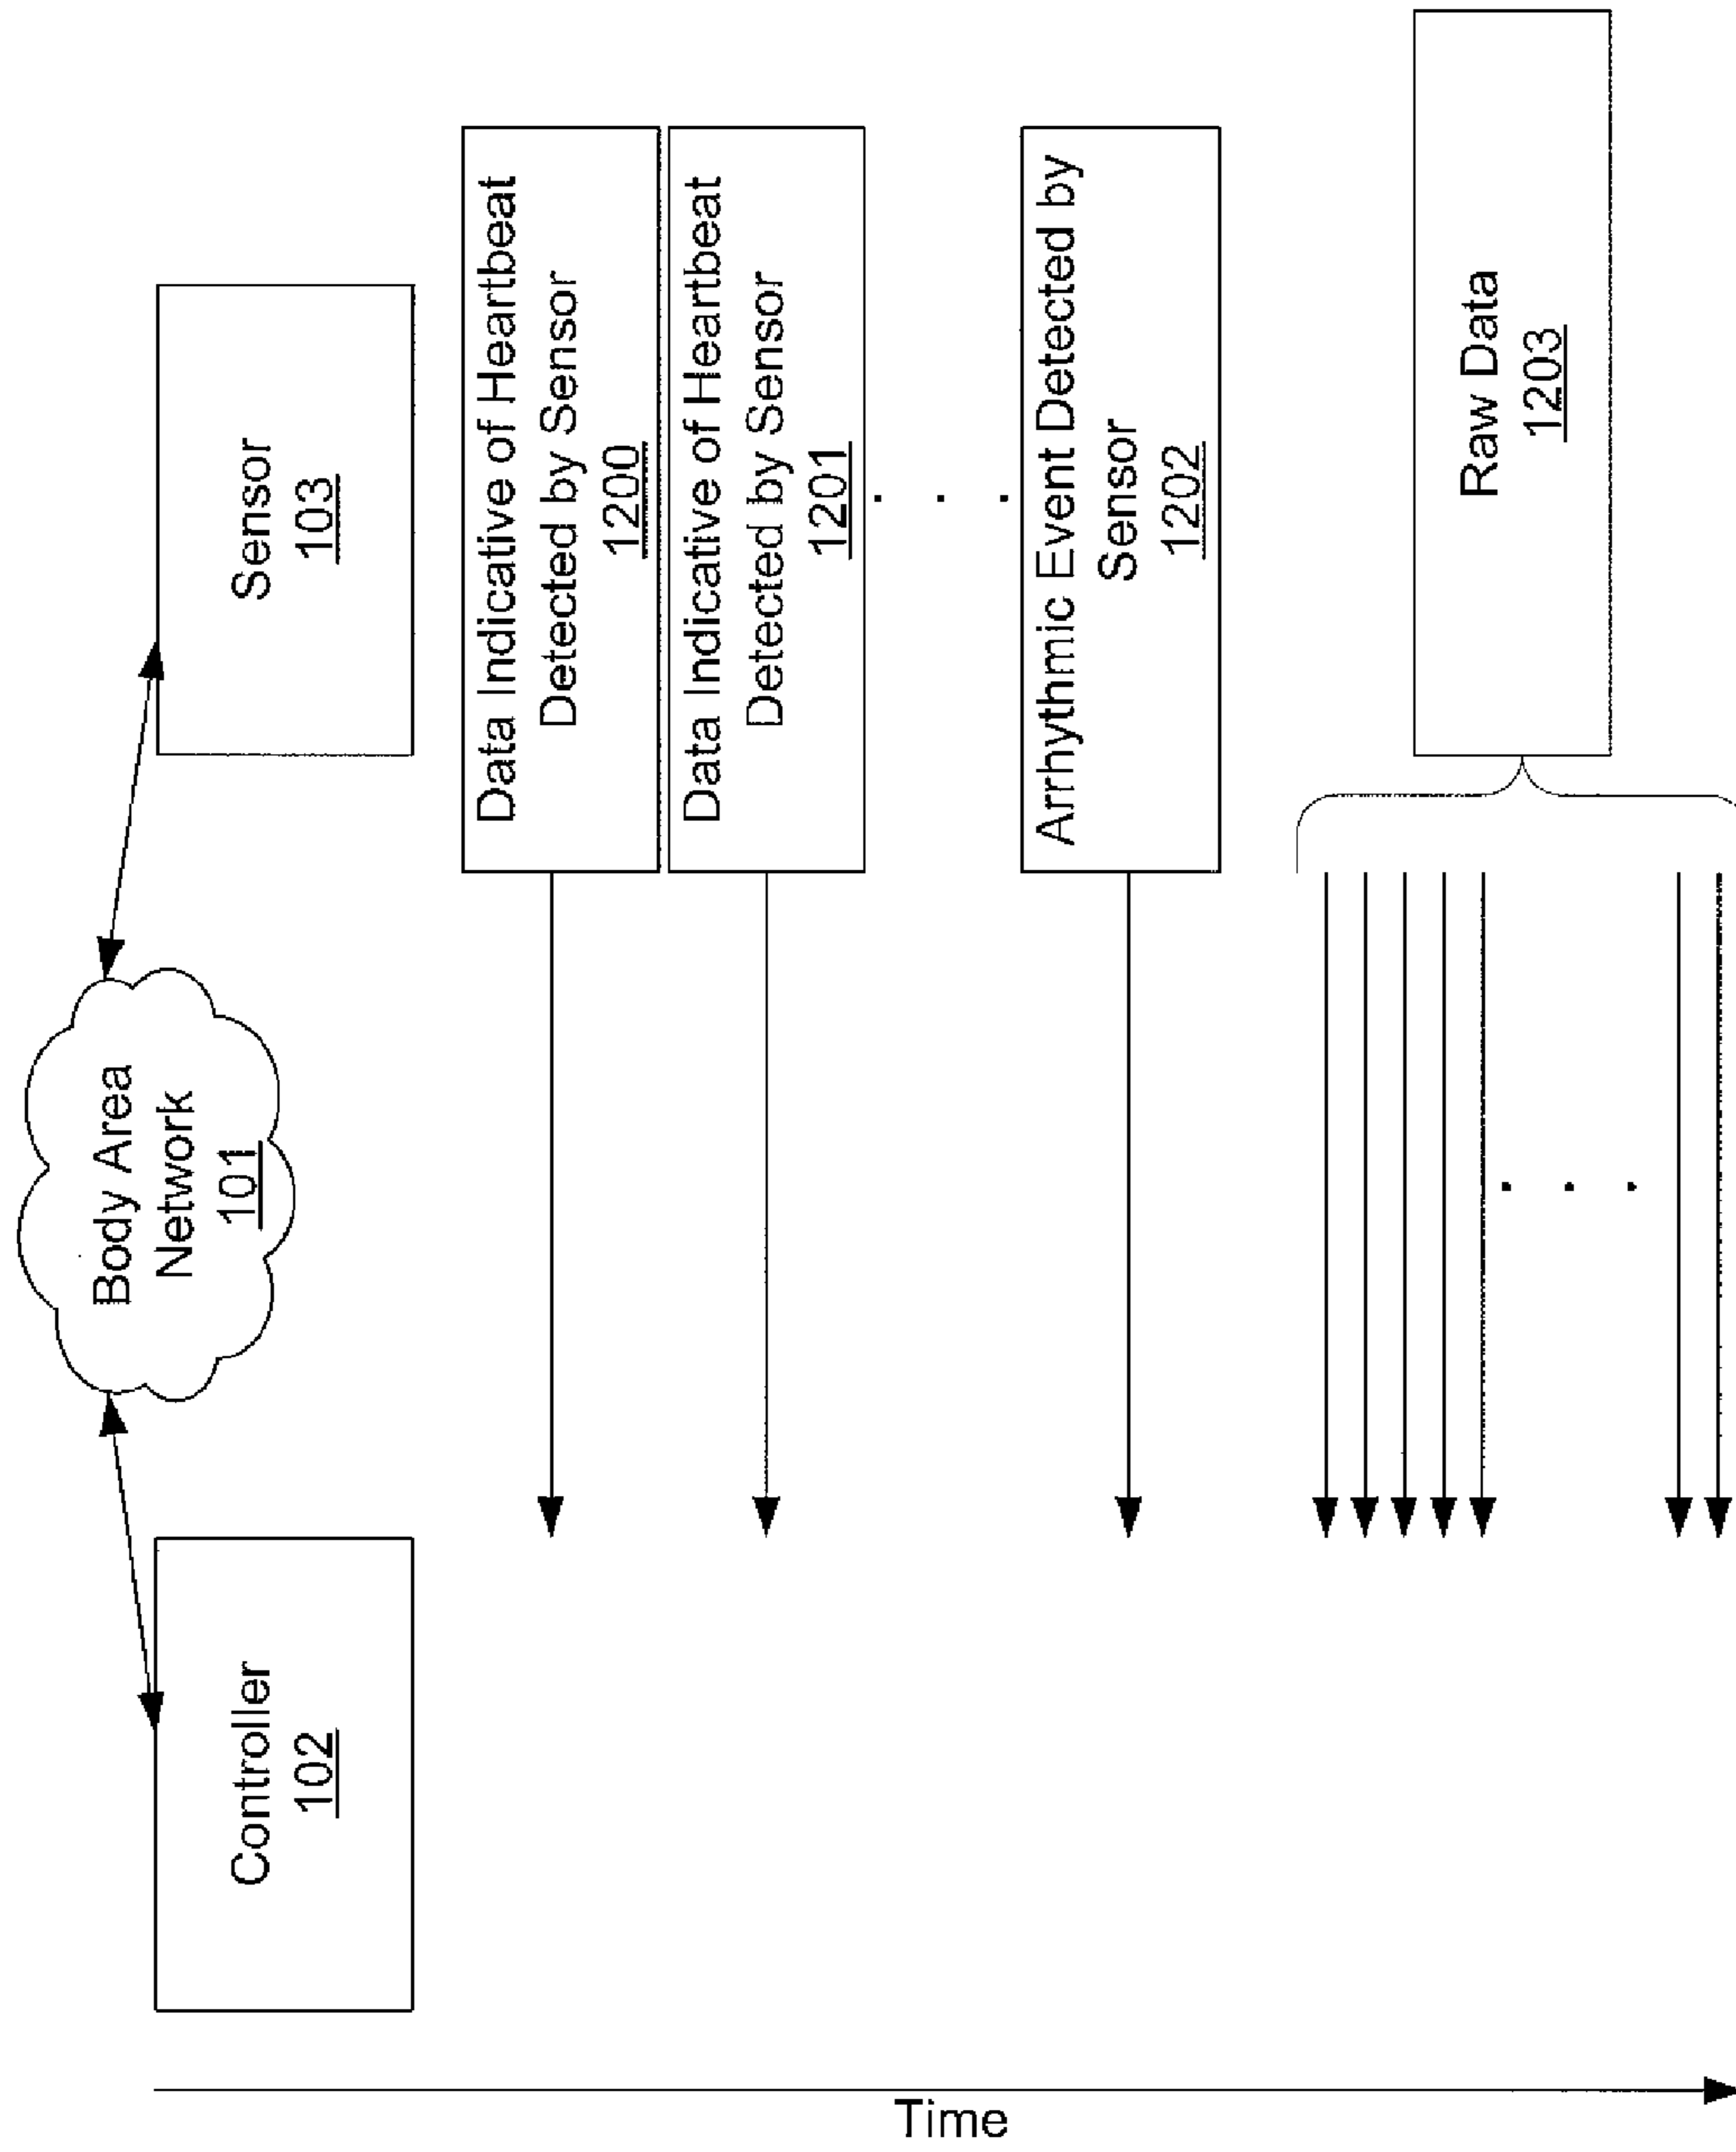 Body Area
Network
101
Controller
102
Sensor
103
Data Indicative of Heartbeat
Detected by Sensor
1200
Data Indicative of Heartbeat
Detected by Sensor
1201
Arrhythmic Event Detected by
Sensor
1202
Raw Data
1203
Time